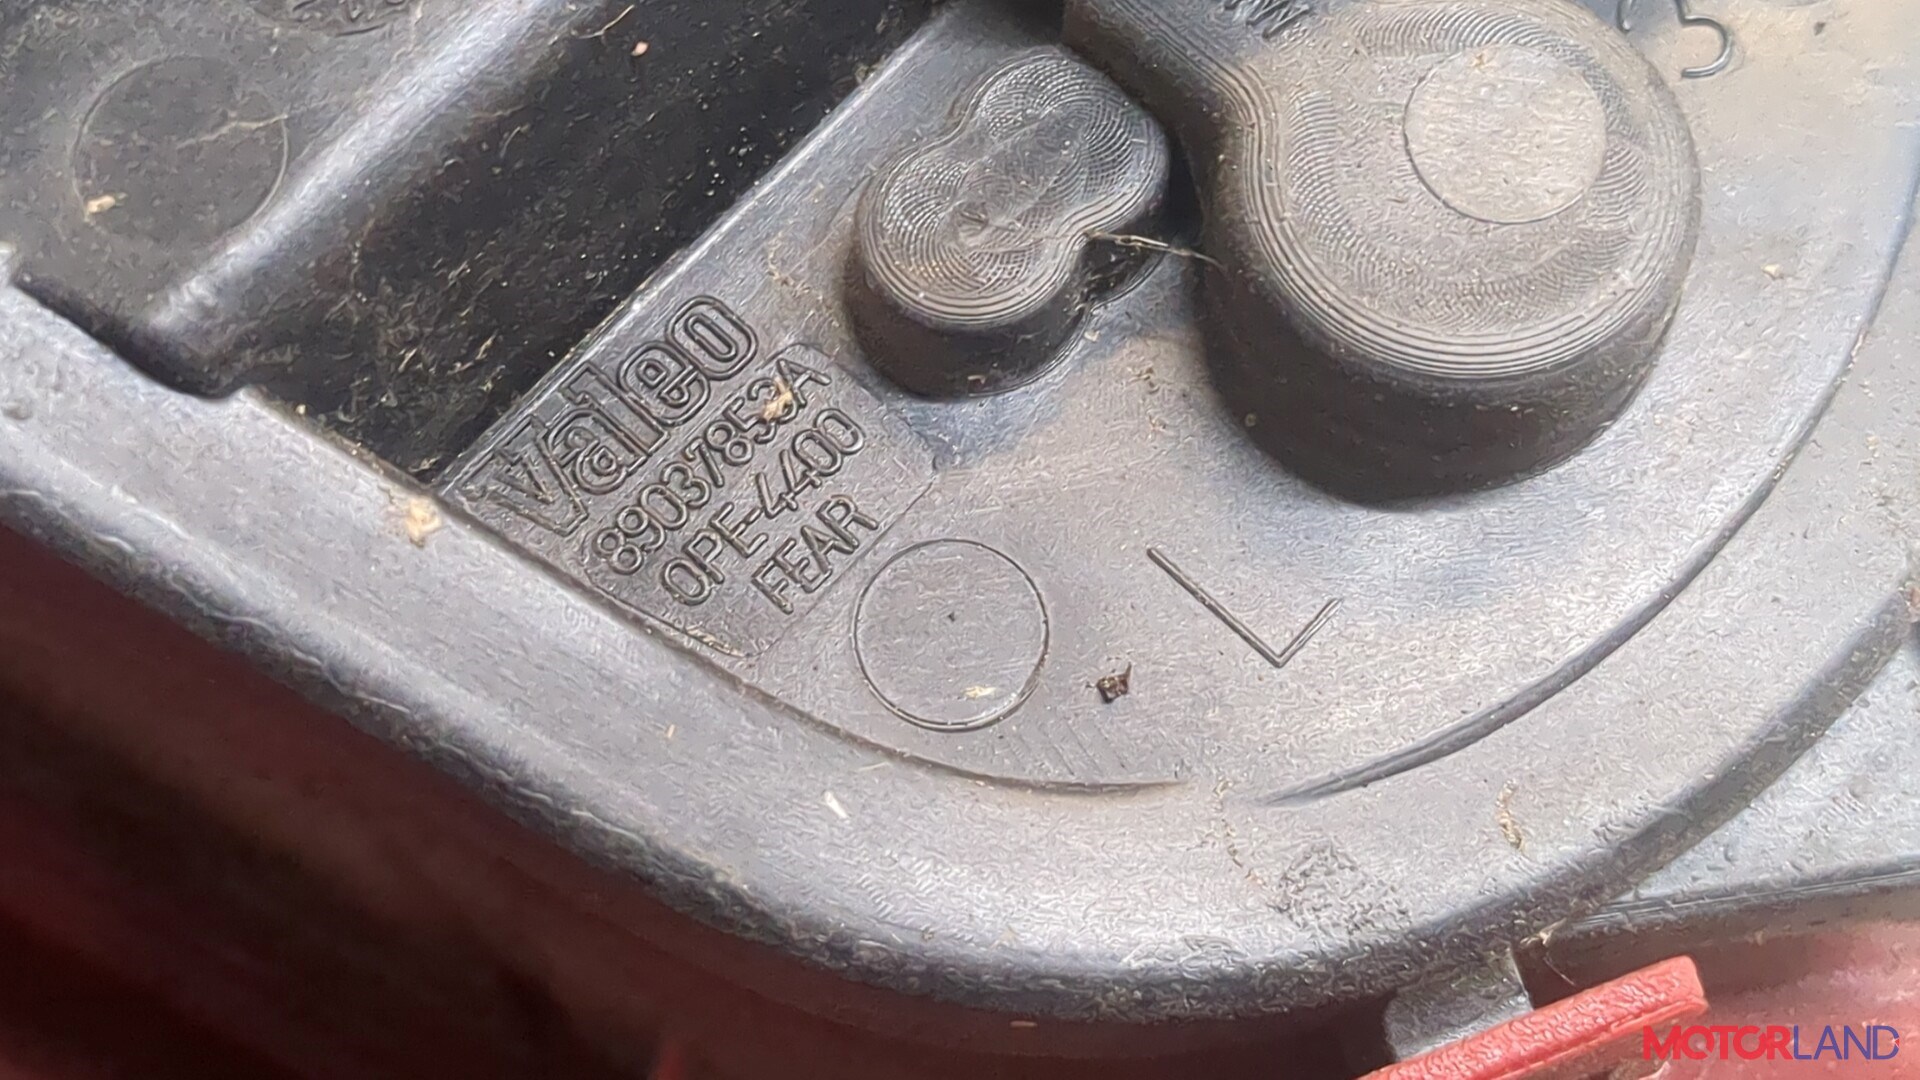 Valeo
89037853A
OPE-4400
FEAR
L
MOTORLAND